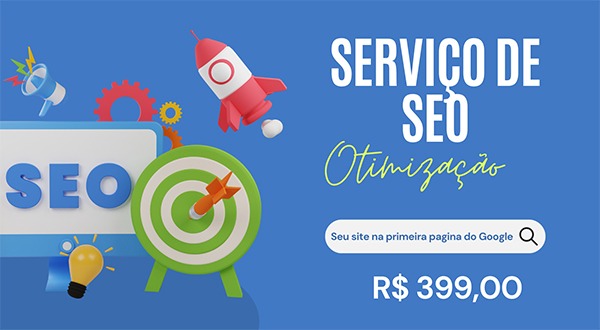 SERVIÇO DE
SEO
Otimização
SEO
Seu site na primeira pagina do Google
R$ 399,00